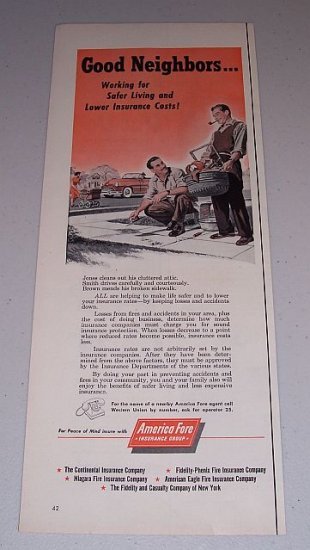 Good Neighbors...
Working for
Safer Living and
Lower Insurance Costs!
Jones cleans out his cluttered attic.
Smith drives carefully and courteously.
Brown mends his broken sidewalk.
ALL are helping to make life safer and to lower
your insurance rates—by keeping losses and accidents
down.
Losses from fires and accidents in your area, plus
the cost of doing business, determine how much
insurance companies must charge you for sound
insurance protection. When losses decrease to a point
where reduced rates become possible, insurance costs
less.
Insurance rates are not arbitrarily set by the
insurance companies. After they have been deter-
mined from the above factors, they must be approved
by the Insurance Departments of the various states.
By doing your part in preventing accidents and
fires in your community, you and your family also will
enjoy the benefits of safer living and less expensive
insurance.
For the name of a nearby America Fore agent call
Western Union by number, ask for operator 25.
For Peace of Mind insure with
America Fore
INSURANCE GROUP
★ The Continental Insurance Company ★ Fidelity-Phenix Fire Insurance Company
★ Niagara Fire Insurance Company ★ American Eagle Fire Insurance Company
★ The Fidelity and Casualty Company of New York
42